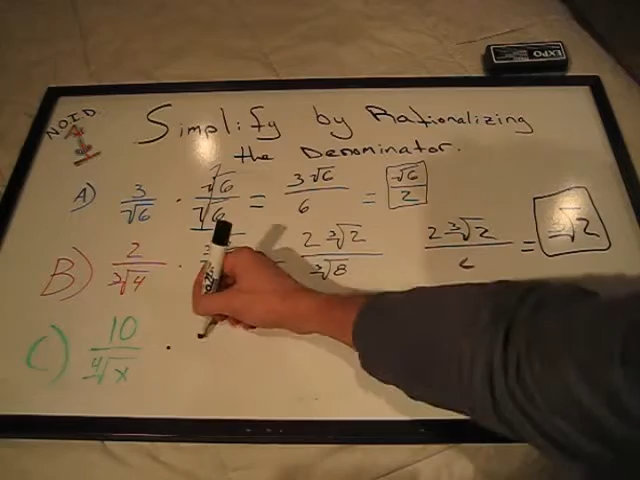 EXPO
NOTD
Simplify by Rationalizing
the Denominator.
A) 3/√6 · √6/√6 = 3√6/6 = √6/2
B) 2/∛4 · 2∛2/∛8 2∛2/2 = ∛2
C) 10/∜x ·